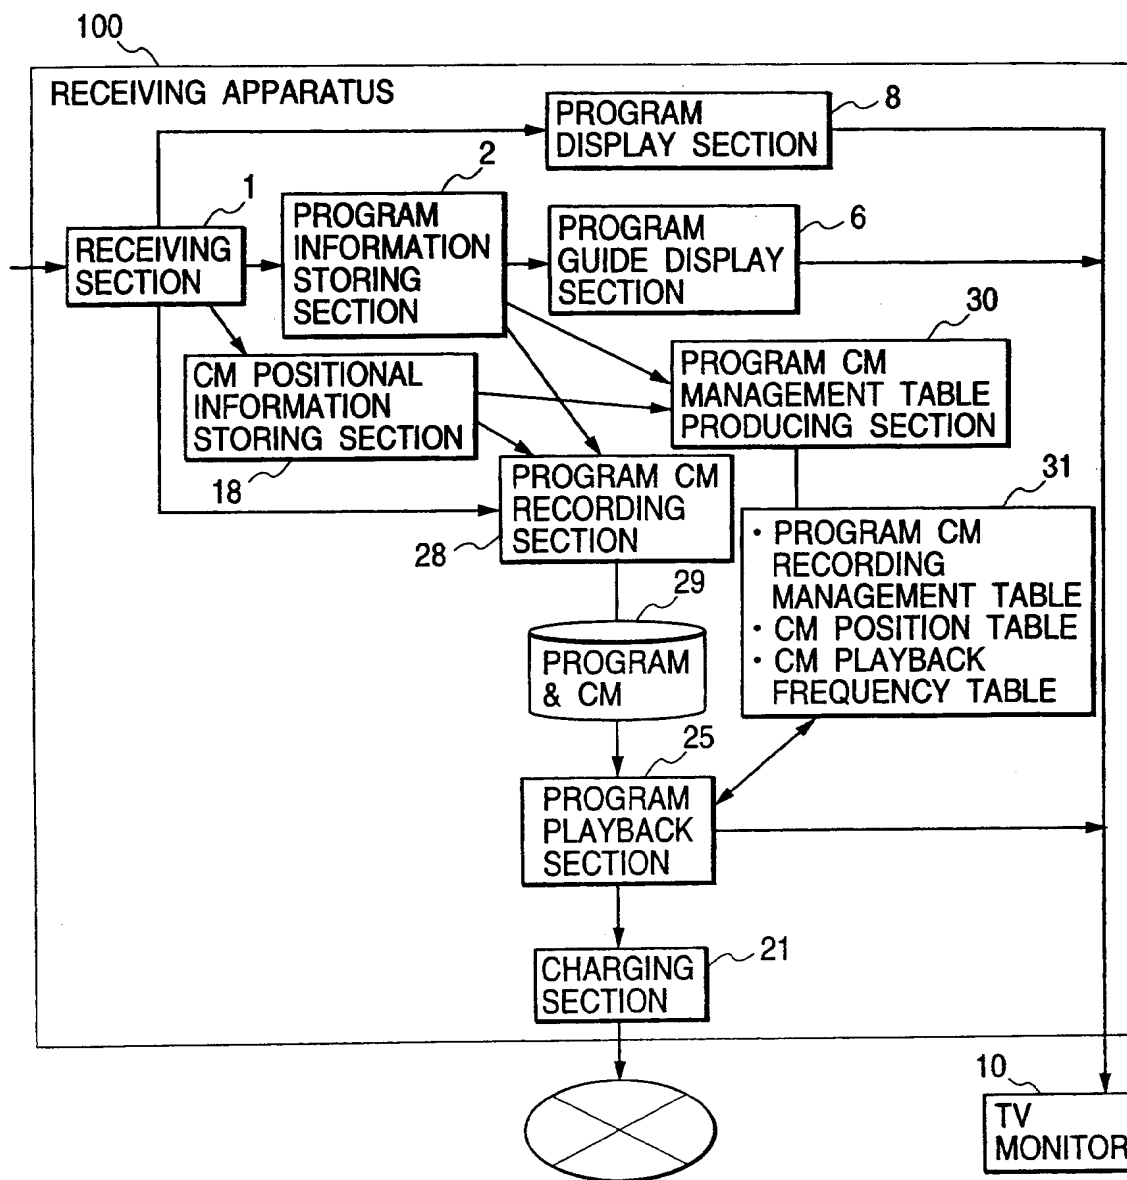 100
RECEIVING APPARATUS
PROGRAM
DISPLAY SECTION
8
1
RECEIVING
SECTION
2
PROGRAM
INFORMATION
STORING
SECTION
PROGRAM
GUIDE DISPLAY
SECTION
6
CM POSITIONAL
INFORMATION
STORING SECTION
18
30
PROGRAM CM
MANAGEMENT TABLE
PRODUCING SECTION
PROGRAM CM
RECORDING
SECTION
28
31
· PROGRAM CM
RECORDING
MANAGEMENT TABLE
· CM POSITION TABLE
· CM PLAYBACK
FREQUENCY TABLE
29
PROGRAM
& CM
25
PROGRAM
PLAYBACK
SECTION
21
CHARGING
SECTION
10
TV
MONITOR